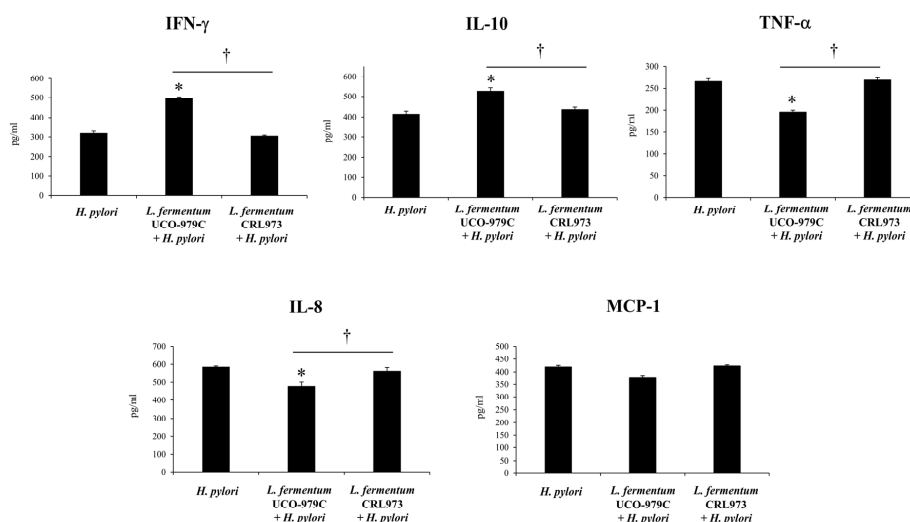 IFN-γ
†
600
500
400
300
200
100
0
pg/ml
*
H. pylori
L. fermentum
UCO-979C
+ H. pylori
L. fermentum
CRL973
+ H. pylori
IL-10
†
600
500
400
300
200
100
0
pg/ml
*
H. pylori
L. fermentum
UCO-979C
+ H. pylori
L. fermentum
CRL973
+ H. pylori
TNF-α
†
300
250
200
150
100
50
0
pg/ml
*
H. pylori
L. fermentum
UCO-979C
+ H. pylori
L. fermentum
CRL973
+ H. pylori
IL-8
†
700
600
500
400
300
200
100
0
pg/ml
*
H. pylori
L. fermentum
UCO-979C
+ H. pylori
L. fermentum
CRL973
+ H. pylori
MCP-1
500
450
400
350
300
250
200
150
100
50
0
pg/ml
H. pylori
L. fermentum
UCO-979C
+ H. pylori
L. fermentum
CRL973
+ H. pylori